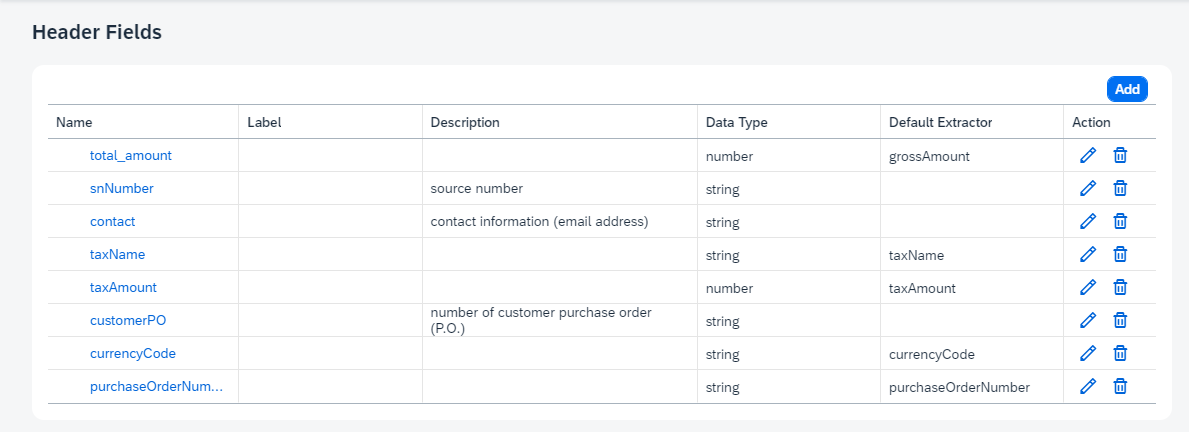 Header Fields
Add
Name Label Description Data Type Default Extractor Action
total_amount number grossAmount
snNumber source number string
contact contact information (email address) string
taxName string taxName
taxAmount number taxAmount
customerPO number of customer purchase order (P.O.) string
currencyCode string currencyCode
purchaseOrderNum... string purchaseOrderNumber